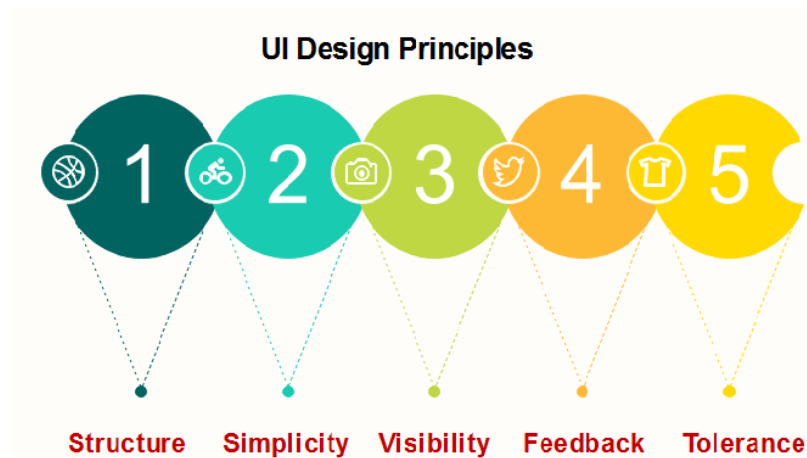 UI Design Principles
1 2 3 4 5
Structure Simplicity Visibility Feedback Tolerance